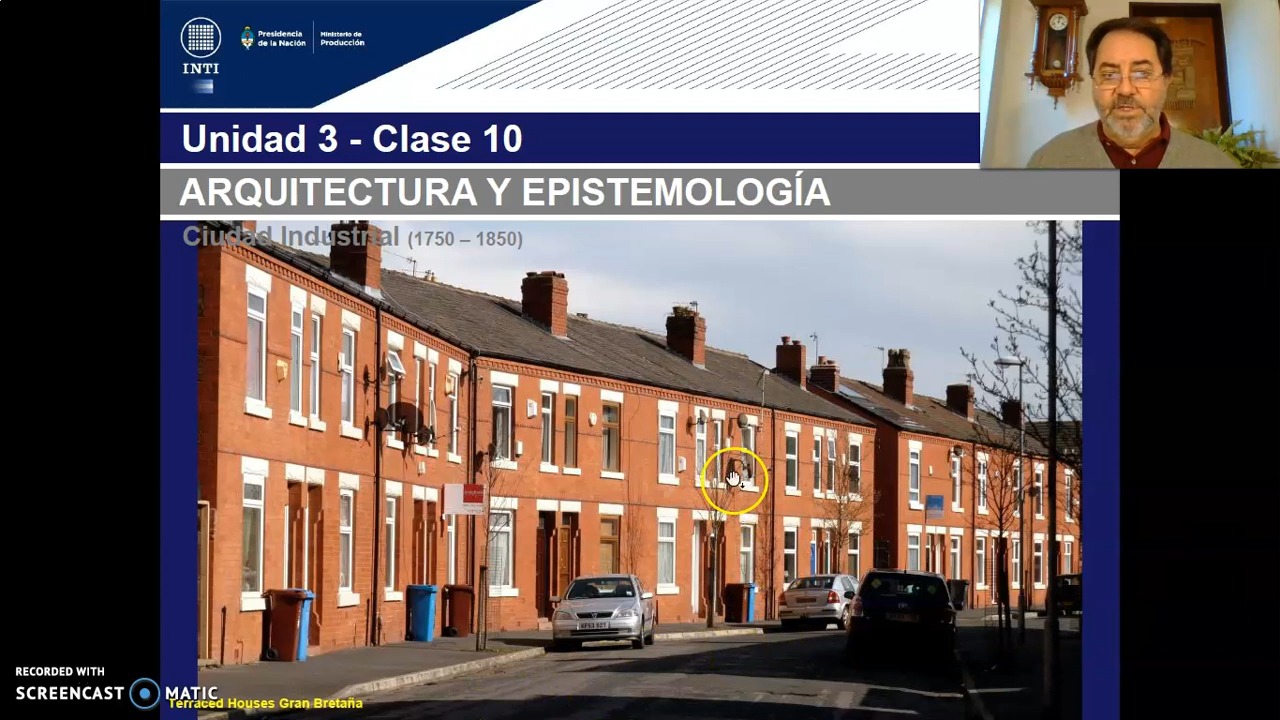 INTI
Presidencia
de la Nación
Ministerio de
Producción
Unidad 3 - Clase 10
ARQUITECTURA Y EPISTEMOLOGÍA
Ciudad Industrial (1750 – 1850)
RECORDED WITH
SCREENCAST MATIC
Terraced Houses Gran Bretaña